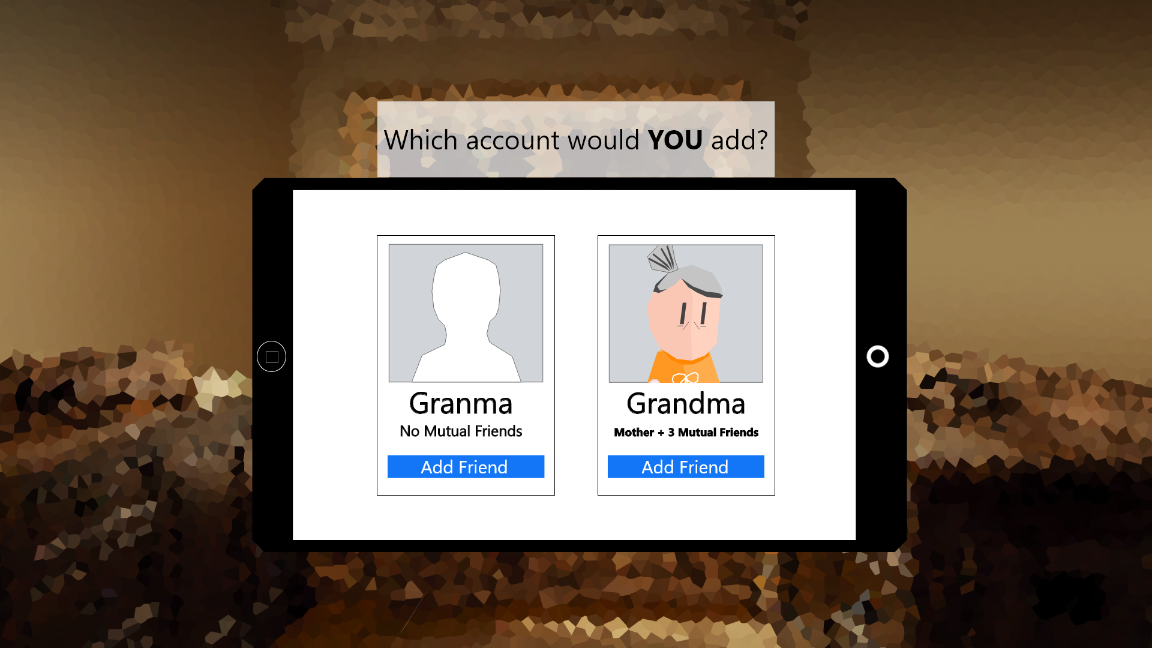 Which account would YOU add?
Granma
No Mutual Friends
Add Friend
Grandma
Mother + 3 Mutual Friends
Add Friend